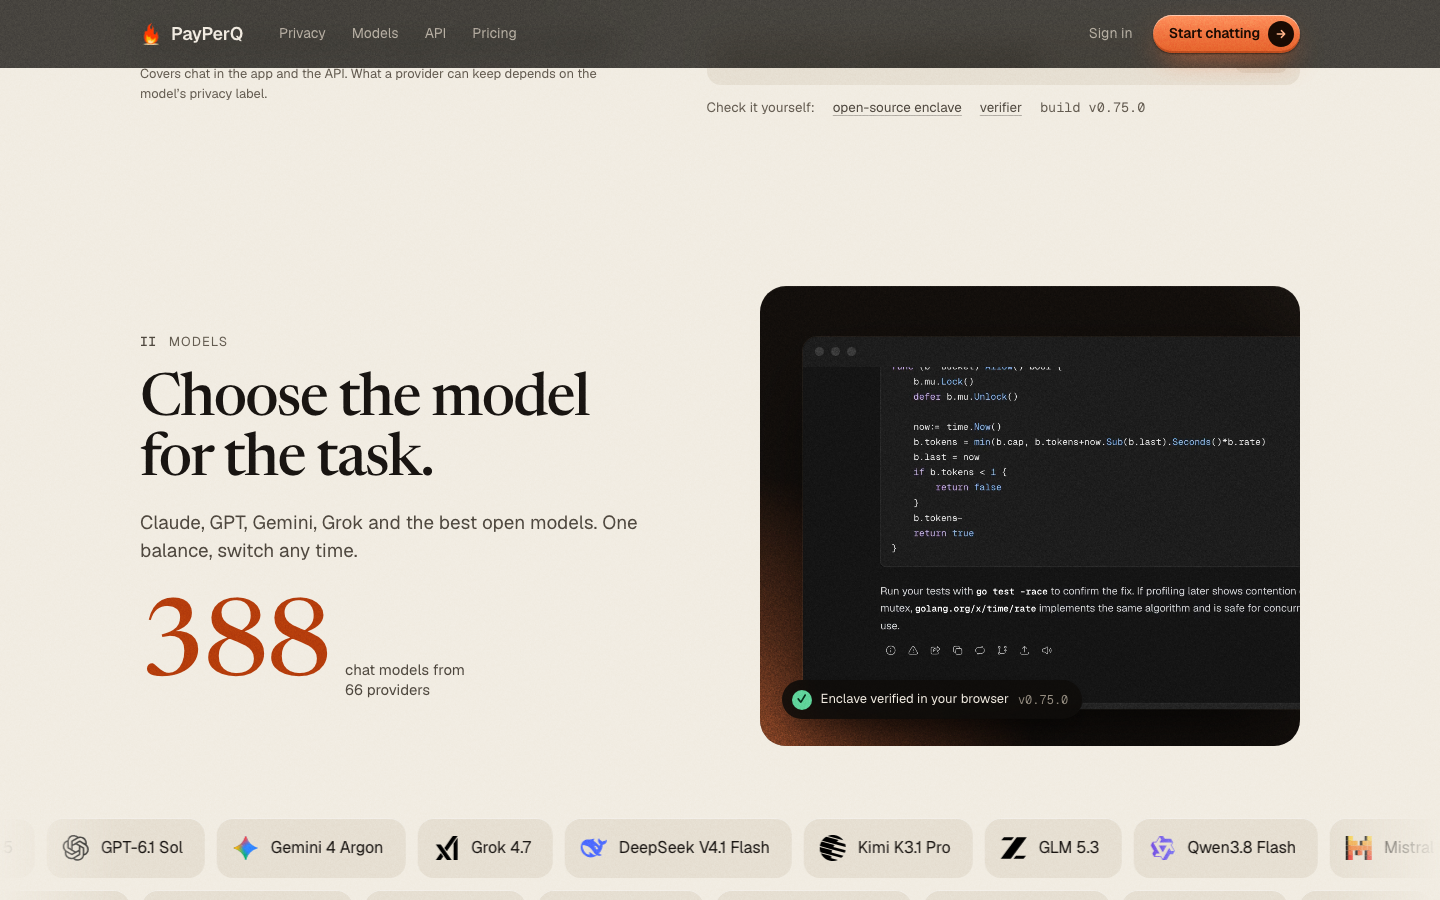 PayPerQ
Privacy
Models
API
Pricing
Sign in
Start chatting
Covers chat in the app and the API. What a provider can keep depends on the
model's privacy label.
Check it yourself:
open-source enclave
verifier
build v0.75.0
II MODELS
Choose the model
for the task.
Claude, GPT, Gemini, Grok and the best open models. One
balance, switch any time.
388
chat models from
66 providers
b.mu.Lock()
defer b.mu.Unlock()
now:= time.Now()
b.tokens = min(b.cap, b.tokens+now.Sub(b.last).Seconds()*b.rate)
b.last = now
if b.tokens < 1 {
return false
}
b.tokens-
return true
}
Run your tests with go test -race to confirm the fix. If profiling later shows contention
mutex, golang.org/x/time/rate implements the same algorithm and is safe for concurr
use.
Enclave verified in your browser v0.75.0
5
GPT-6.1 Sol
Gemini 4 Argon
Grok 4.7
DeepSeek V4.1 Flash
Kimi K3.1 Pro
GLM 5.3
Qwen3.8 Flash
Mistral